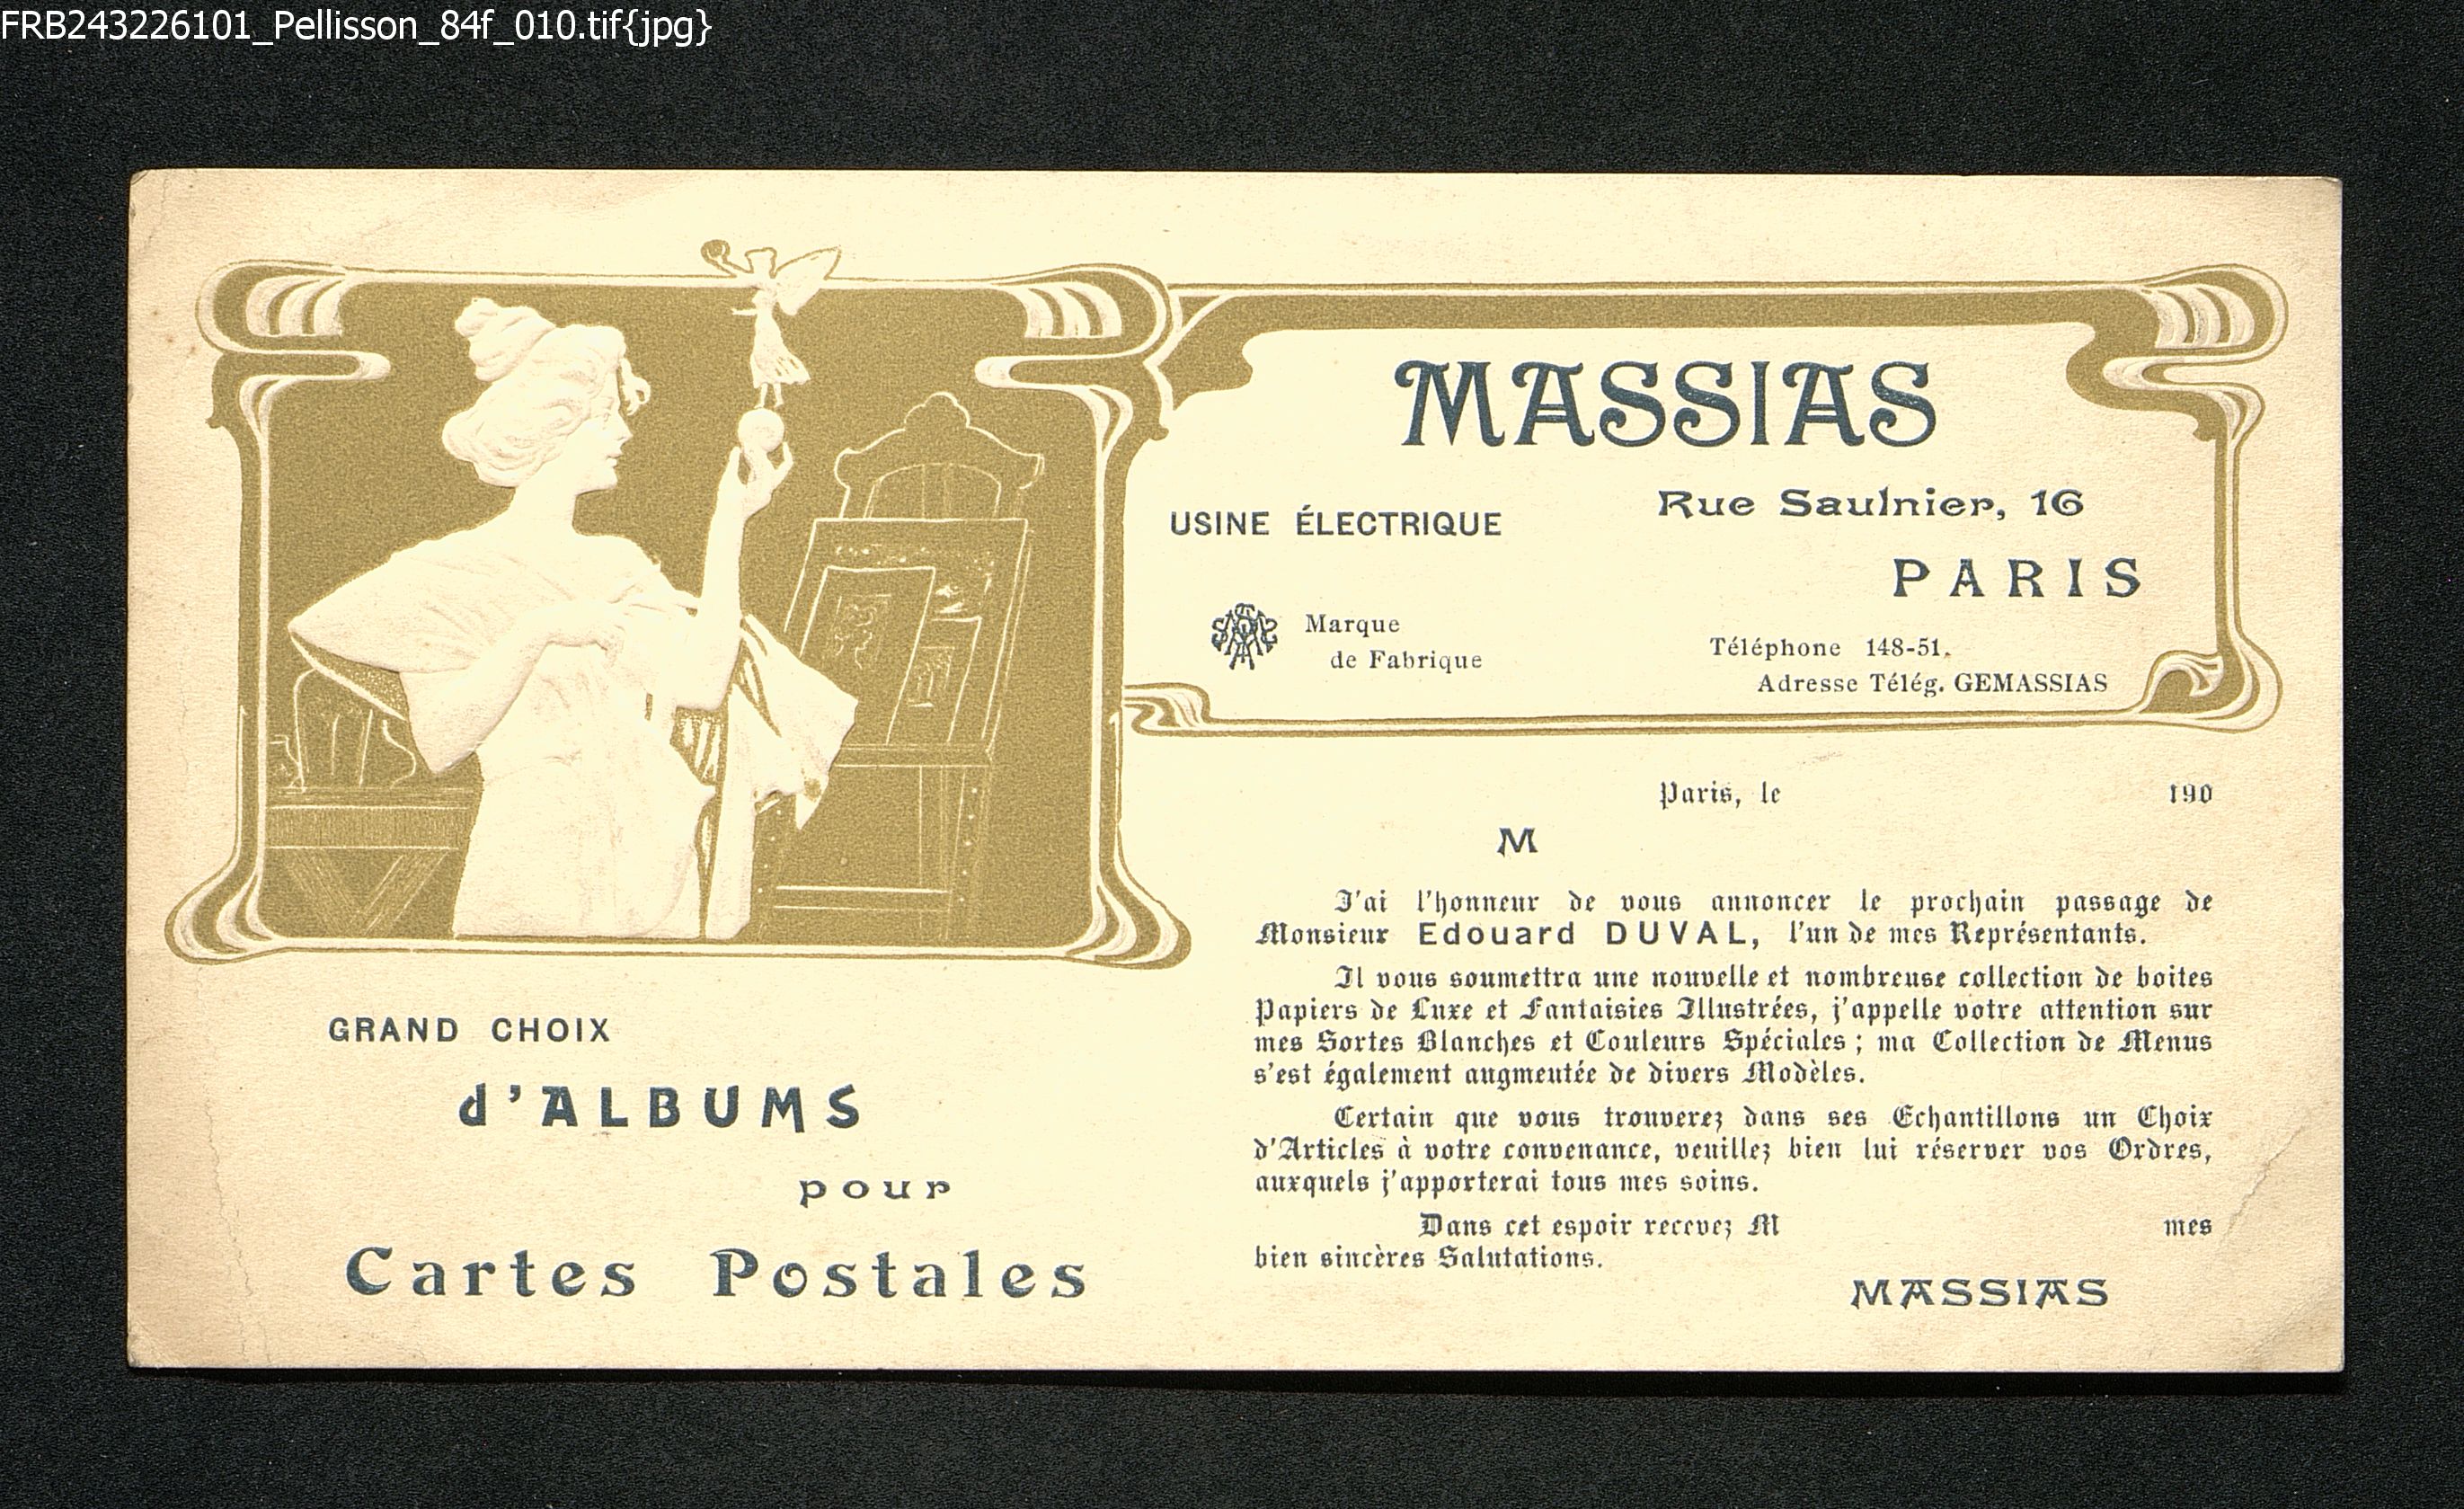 FRB243226101_Pellisson_84f_010.tif{jpg}
MASSIAS
USINE ÉLECTRIQUE
Rue Saulnier, 16
PARIS
Marque
de Fabrique
Téléphone 148-51.
Adresse Télég. GEMASSIAS
GRAND CHOIX
d'ALBUMS
pour
Cartes Postales
Paris, le 190
M
J'ai l'honneur de vous annoncer le prochain passage de
Monsieur Edouard DUVAL, l'un de mes Représentants.
Il vous soumettra une nouvelle et nombreuse collection de boites
Papiers de Luxe et Fantaisies Illustrées, j'appelle votre attention sur
mes Sortes Blanches et Couleurs Spéciales ; ma Collection de Menus
s'est également augmentée de divers Modèles.
Certain que vous trouverez dans ses Echantillons un Choix
d'Articles à votre convenance, veuillez bien lui réserver vos Ordres,
auxquels j'apporterai tous mes soins.
Dans cet espoir recevez M mes
bien sincères Salutations.
MASSIAS